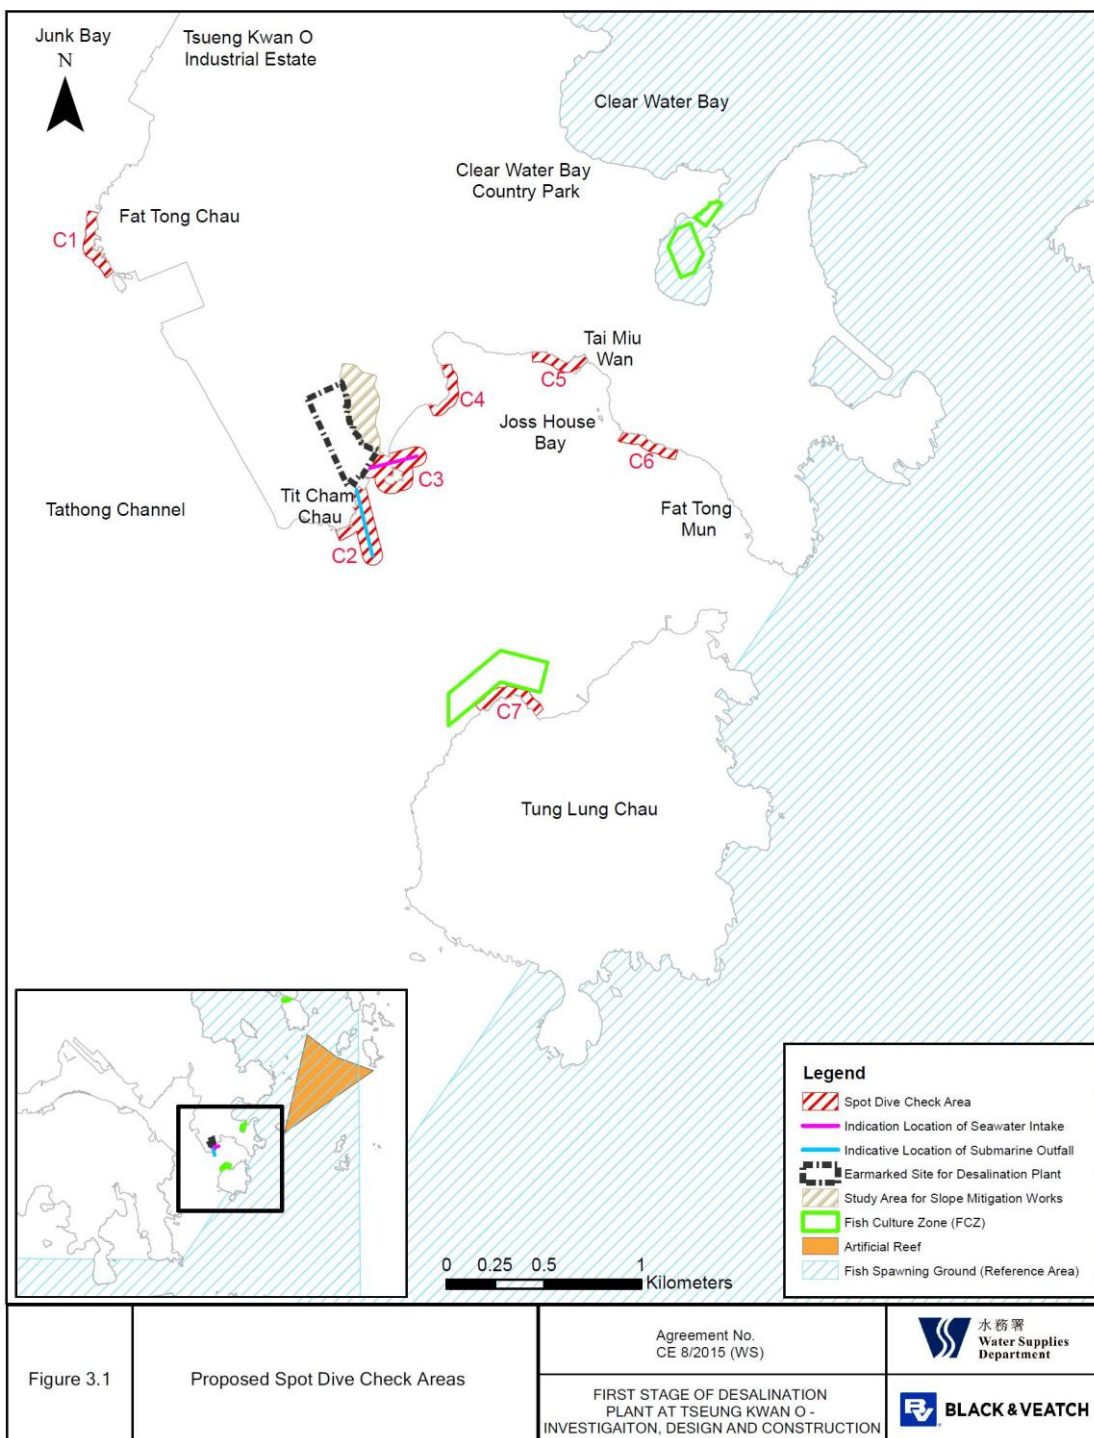 Junk Bay
N
Tsueng Kwan O
Industrial Estate
Clear Water Bay
Clear Water Bay
Country Park
Fat Tong Chau
C1
Tai Miu
Wan
C5
C4
Joss House
Bay
C6
C3
Tit Cham
Chau
Tathong Channel
Fat Tong
Mun
C2
C7
Tung Lung Chau
Legend
Spot Dive Check Area
Indication Location of Seawater Intake
Indicative Location of Submarine Outfall
Earmarked Site for Desalination Plant
Study Area for Slope Mitigation Works
Fish Culture Zone (FCZ)
Artificial Reef
Fish Spawning Ground (Reference Area)
0 0.25 0.5 1
Kilometers
Figure 3.1
Proposed Spot Dive Check Areas
Agreement No.
CE 8/2015 (WS)
FIRST STAGE OF DESALINATION
PLANT AT TSEUNG KWAN O -
INVESTIGAITON, DESIGN AND CONSTRUCTION
水務署
Water Supplies
Department
BV
BLACK & VEATCH